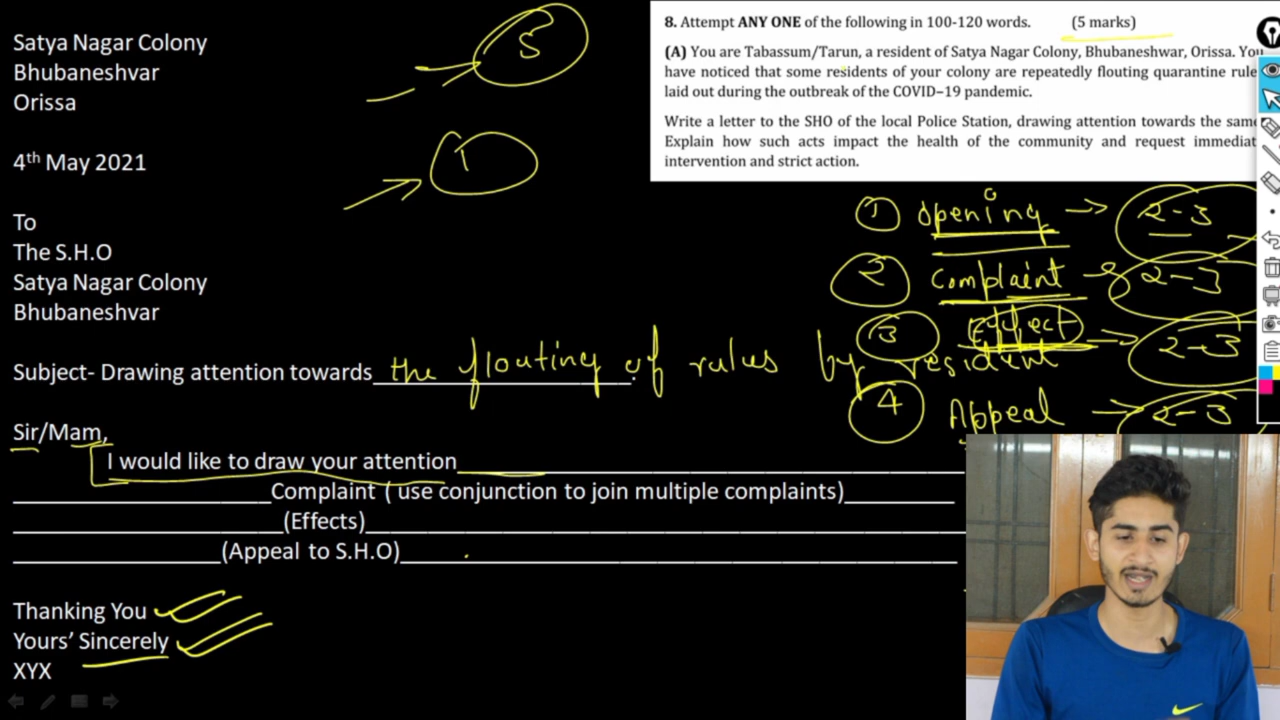 Satya Nagar Colony
Bhubaneshvar
Orissa
5
4th May 2021
1
To
The S.H.O
Satya Nagar Colony
Bhubaneshvar
Subject- Drawing attention towards the flouting of rules by resident
Sir/Mam,
I would like to draw your attention
Complaint ( use conjunction to join multiple complaints)
(Effects)
(Appeal to S.H.O)
Thanking You
Yours’ Sincerely
XYX
8. Attempt ANY ONE of the following in 100-120 words. (5 marks)
(A) You are Tabassum/Tarun, a resident of Satya Nagar Colony, Bhubaneshwar, Orissa. You
have noticed that some residents of your colony are repeatedly flouting quarantine rule
laid out during the outbreak of the COVID–19 pandemic.
Write a letter to the SHO of the local Police Station, drawing attention towards the same
Explain how such acts impact the health of the community and request immediat
intervention and strict action.
1 opening → 2-3
2 Complaint → 2-3
3 Effect → 2-3
4 Appeal → 2-3